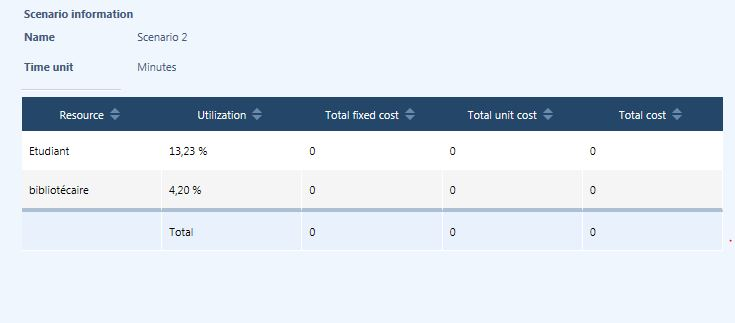 Scenario information
Name Scenario 2
Time unit Minutes
Resource Utilization Total fixed cost Total unit cost Total cost
Etudiant 13,23 % 0 0 0
bibliotécaire 4,20 % 0 0 0
Total 0 0 0